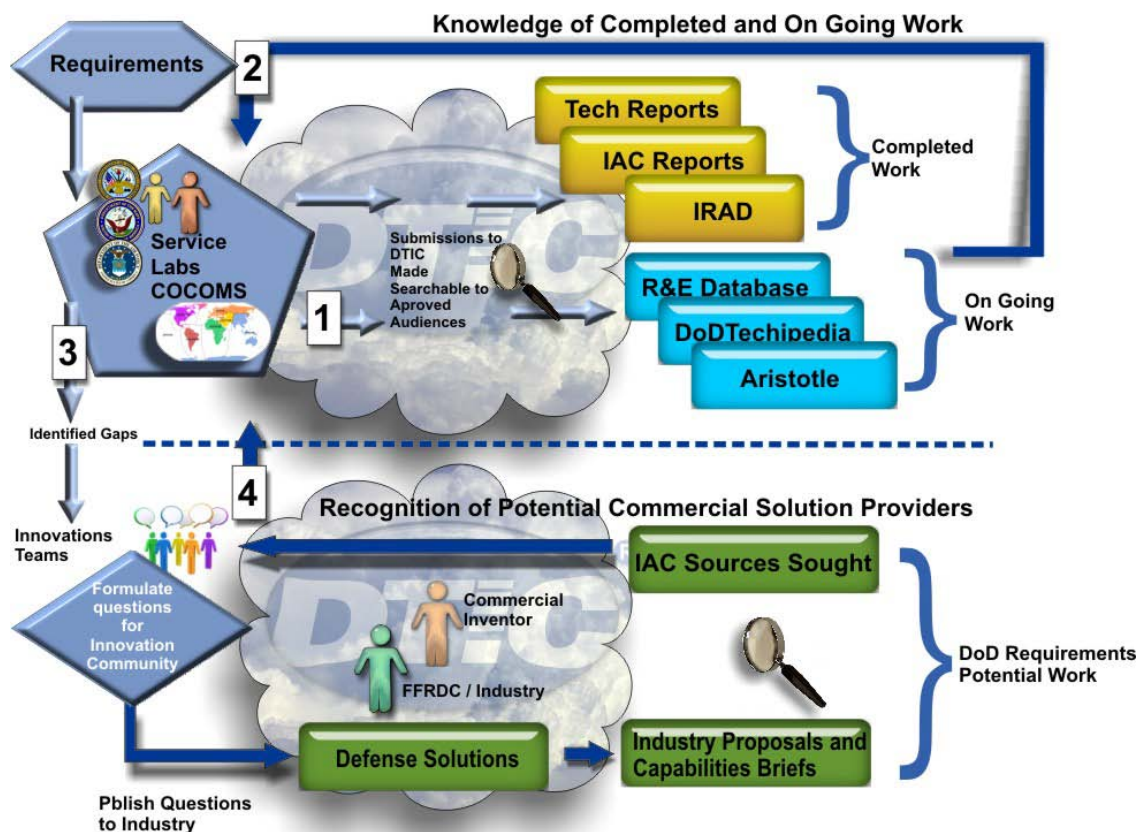 Knowledge of Completed and On Going Work
Requirements
2
Tech Reports
IAC Reports
IRAD
Completed
Work
DTIC
Service
Labs
COCOMS
1
Submissions to
DTIC
Made
Searchable to
Aproved
Audiences
R&E Database
DoDTechipedia
Aristotle
On Going
Work
3
Identified Gaps
4
Recognition of Potential Commercial Solution Providers
Innovations
Teams
Formulate
questions
for
Innovation
Community
IAC Sources Sought
DTIC
Commercial
Inventor
FFRDC / Industry
DoD Requirements
Potential Work
Defense Solutions
Industry Proposals and
Capabilities Briefs
Pblish Questions
to Industry